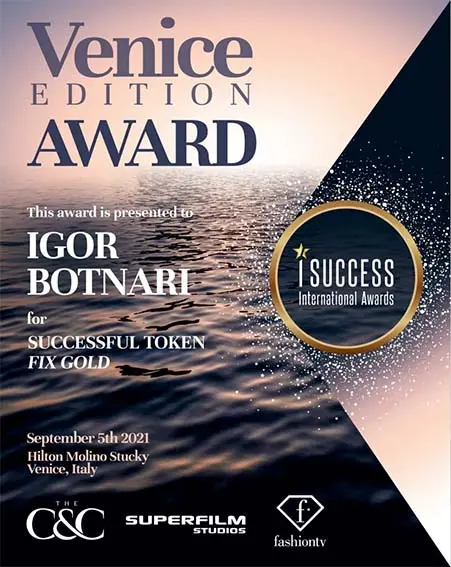 Venice
EDITION
AWARD
This award is presented to
IGOR
BOTNARI
for
SUCCESSFUL TOKEN
FIX GOLD
i SUCCESS
International Awards
September 5th 2021
Hilton Molino Stucky
Venice, Italy
THE
C&C
SUPERFILM
STUDIOS
f
fashiontv